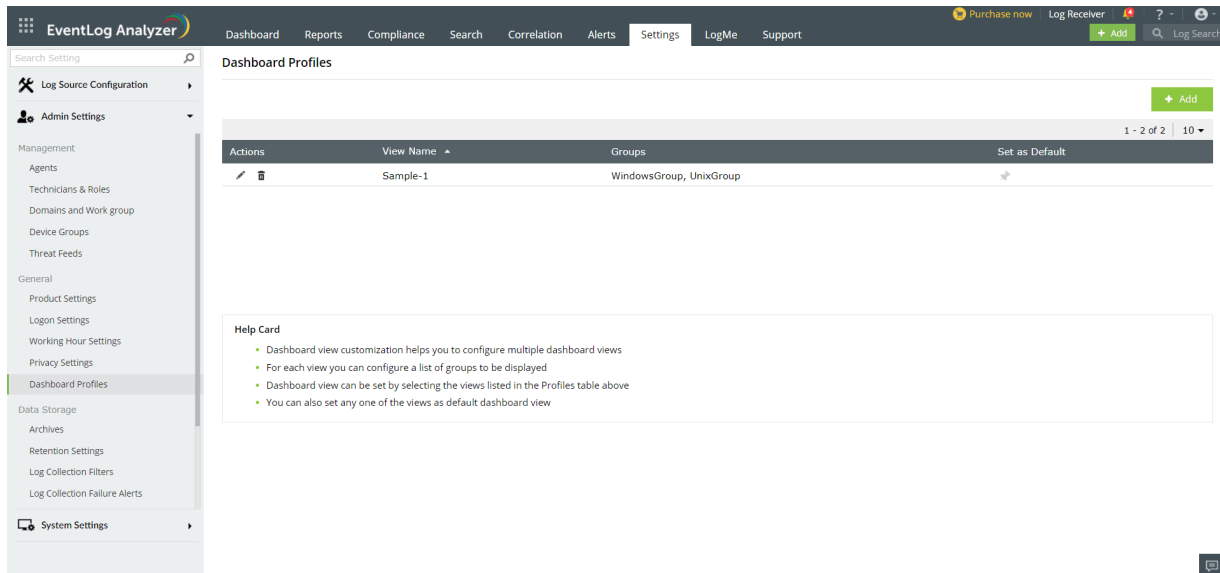 Purchase now Log Receiver 4 ?
EventLog Analyzer
Dashboard Reports Compliance Search Correlation Alerts Settings LogMe Support + Add Log Search
Search Setting
Dashboard Profiles
Log Source Configuration
+ Add
Admin Settings
1 - 2 of 2 10
Management
Actions View Name Groups Set as Default
Agents
Sample-1 WindowsGroup, UnixGroup
Technicians & Roles
Domains and Work group
Device Groups
Threat Feeds
General
Product Settings
Logon Settings
Working Hour Settings
Privacy Settings
Dashboard Profiles
Data Storage
Archives
Retention Settings
Log Collection Filters
Log Collection Failure Alerts
System Settings
Help Card
Dashboard view customization helps you to configure multiple dashboard views
For each view you can configure a list of groups to be displayed
Dashboard view can be set by selecting the views listed in the Profiles table above
You can also set any one of the views as default dashboard view